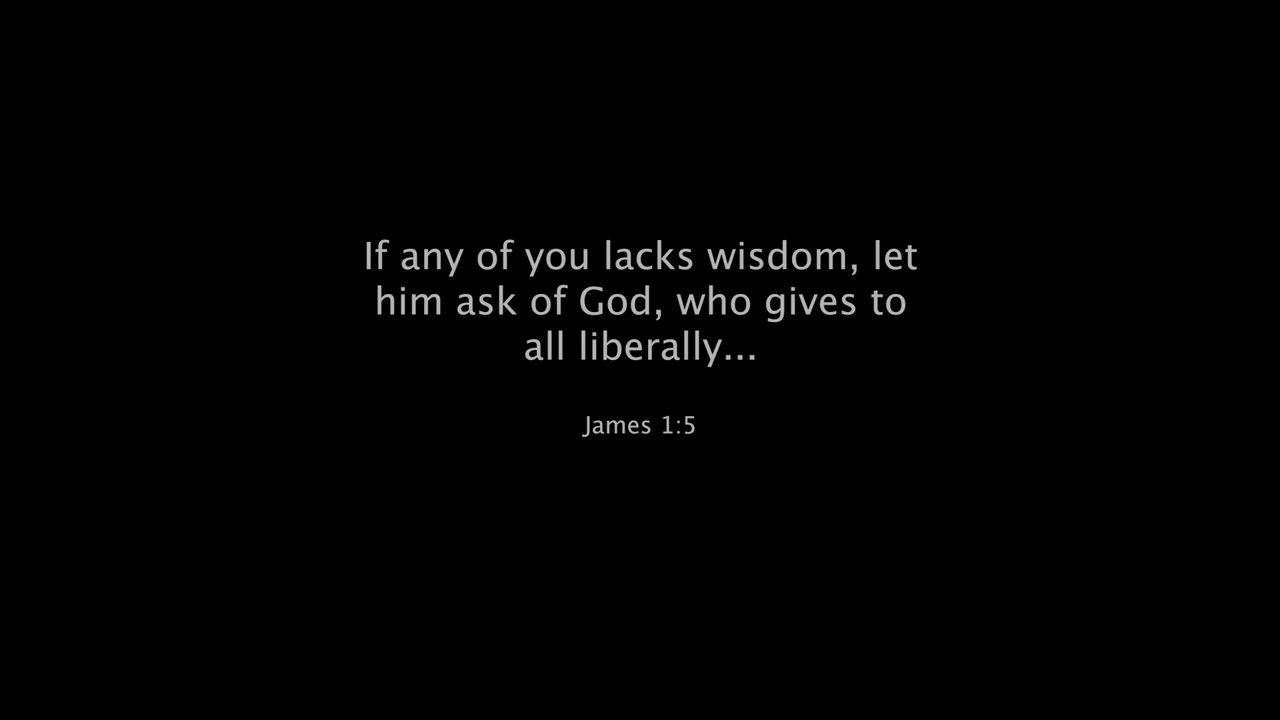 If any of you lacks wisdom, let
him ask of God, who gives to
all liberally...
James 1:5